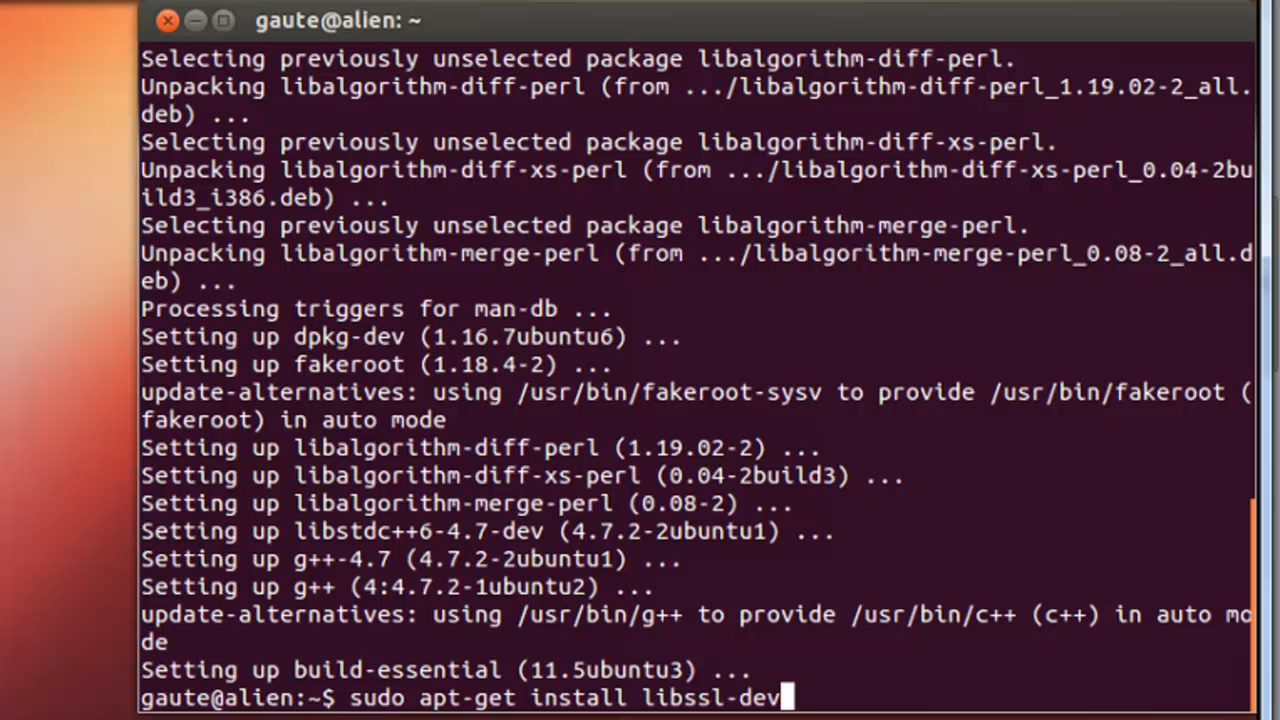 gaute@alien: ~
Selecting previously unselected package libalgorithm-diff-perl.
Unpacking libalgorithm-diff-perl (from .../libalgorithm-diff-perl_1.19.02-2_all.
deb) ...
Selecting previously unselected package libalgorithm-diff-xs-perl.
Unpacking libalgorithm-diff-xs-perl (from .../libalgorithm-diff-xs-perl_0.04-2bu
ild3_i386.deb) ...
Selecting previously unselected package libalgorithm-merge-perl.
Unpacking libalgorithm-merge-perl (from .../libalgorithm-merge-perl_0.08-2_all.d
eb) ...
Processing triggers for man-db ...
Setting up dpkg-dev (1.16.7ubuntu6) ...
Setting up fakeroot (1.18.4-2) ...
update-alternatives: using /usr/bin/fakeroot-sysv to provide /usr/bin/fakeroot (
fakeroot) in auto mode
Setting up libalgorithm-diff-perl (1.19.02-2) ...
Setting up libalgorithm-diff-xs-perl (0.04-2build3) ...
Setting up libalgorithm-merge-perl (0.08-2) ...
Setting up libstdc++6-4.7-dev (4.7.2-2ubuntu1) ...
Setting up g++-4.7 (4.7.2-2ubuntu1) ...
Setting up g++ (4:4.7.2-1ubuntu2) ...
update-alternatives: using /usr/bin/g++ to provide /usr/bin/c++ (c++) in auto mo
de
Setting up build-essential (11.5ubuntu3) ...
gaute@alien:~$ sudo apt-get install libssl-dev